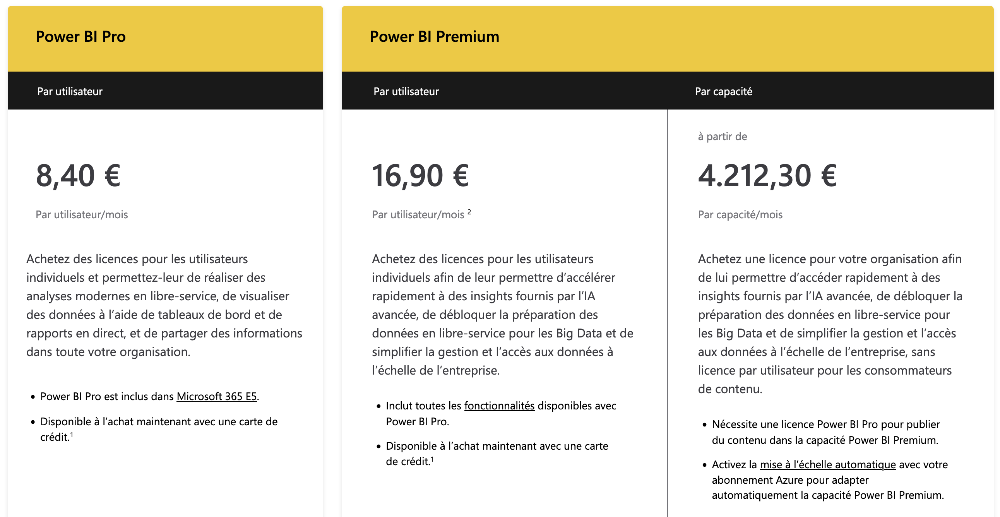 Power BI Pro
Par utilisateur
8,40 €
Par utilisateur/mois
Achetez des licences pour les utilisateurs
individuels et permettez-leur de réaliser des
analyses modernes en libre-service, de visualiser
des données à l’aide de tableaux de bord et de
rapports en direct, et de partager des informations
dans toute votre organisation.
• Power BI Pro est inclus dans Microsoft 365 E5.
• Disponible à l’achat maintenant avec une carte de
crédit.¹
Power BI Premium
Par utilisateur
16,90 €
Par utilisateur/mois ²
Achetez des licences pour les utilisateurs
individuels afin de leur permettre d’accélérer
rapidement à des insights fournis par l’IA
avancée, de débloquer la préparation des
données en libre-service pour les Big Data et de
simplifier la gestion et l’accès aux données à
l’échelle de l’entreprise.
• Inclut toutes les fonctionnalités disponibles avec
Power BI Pro.
• Disponible à l’achat maintenant avec une carte
de crédit.¹
Par capacité
à partir de
4.212,30 €
Par capacité/mois
Achetez une licence pour votre organisation afin
de lui permettre d’accéder rapidement à des
insights fournis par l’IA avancée, de débloquer la
préparation des données en libre-service pour
les Big Data et de simplifier la gestion et l’accès
aux données à l’échelle de l’entreprise, sans
licence par utilisateur pour les consommateurs
de contenu.
• Nécessite une licence Power BI Pro pour publier
du contenu dans la capacité Power BI Premium.
• Activez la mise à l’échelle automatique avec votre
abonnement Azure pour adapter
automatiquement la capacité Power BI Premium.